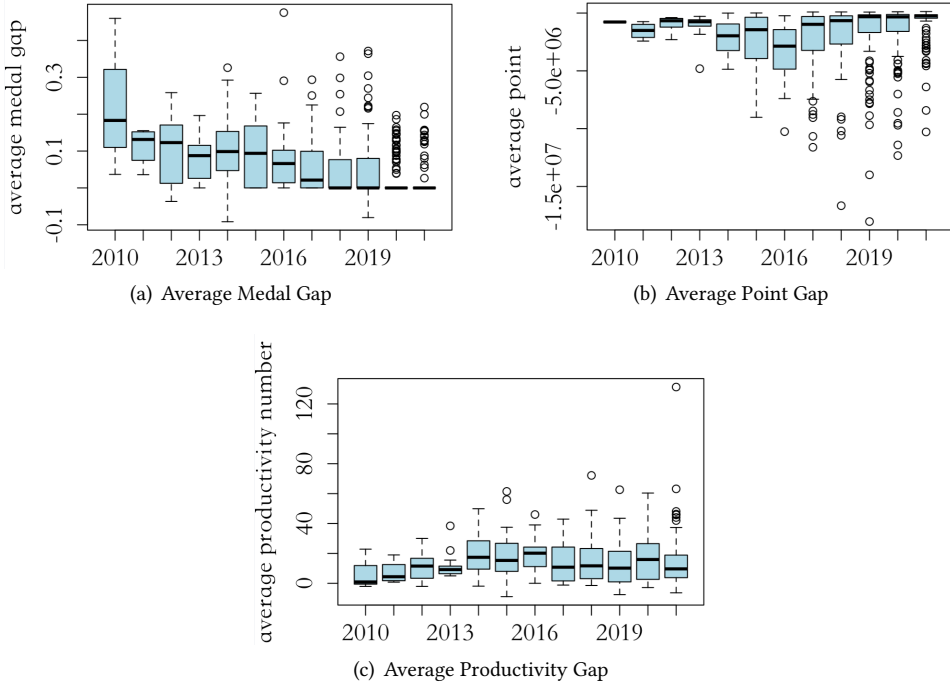 average medal gap
0.3
0.1
-0.1
2010 2013 2016 2019
(a) Average Medal Gap
average point
-5.0e+06
-1.5e+07
2010 2013 2016 2019
(b) Average Point Gap
average productivity number
120
80
40
0
2010 2013 2016 2019
(c) Average Productivity Gap